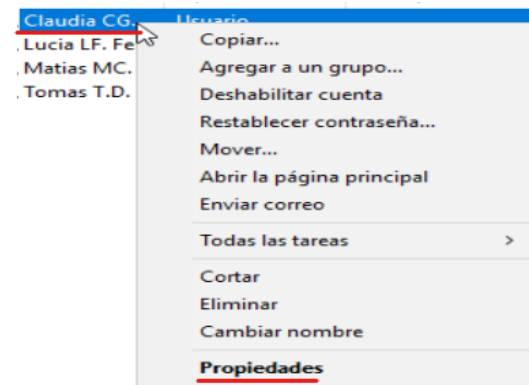 Claudia CG. Usuario
Lucia LF. Fe
Matias MC.
Tomas T.D.
Copiar...
Agregar a un grupo...
Deshabilitar cuenta
Restablecer contraseña...
Mover...
Abrir la página principal
Enviar correo
Todas las tareas >
Cortar
Eliminar
Cambiar nombre
Propiedades